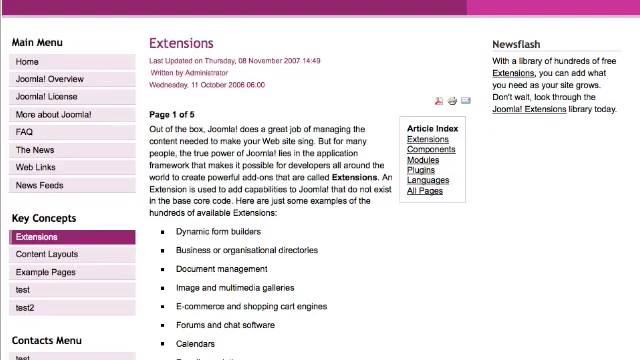 Main Menu
Home
Joomla! Overview
Joomla! License
More about Joomla!
FAQ
The News
Web Links
News Feeds
Key Concepts
Extensions
Content Layouts
Example Pages
test
test2
Contacts Menu
test
Extensions
Last Updated on Thursday, 08 November 2007 14:49
Written by Administrator
Wednesday, 11 October 2006 06:00
Page 1 of 5
Out of the box, Joomla! does a great job of managing the
content needed to make your Web site sing. But for many
people, the true power of Joomla! lies in the application
framework that makes it possible for developers all around the
world to create powerful add-ons that are called Extensions. An
Extension is used to add capabilities to Joomla! that do not exist
in the base core code. Here are just some examples of the
hundreds of available Extensions:
Dynamic form builders
Business or organisational directories
Document management
Image and multimedia galleries
E-commerce and shopping cart engines
Forums and chat software
Calendars
Article Index
Extensions
Components
Modules
Plugins
Languages
All Pages
Newsflash
With a library of hundreds of free
Extensions, you can add what
you need as your site grows.
Don't wait, look through the
Joomla! Extensions library today.